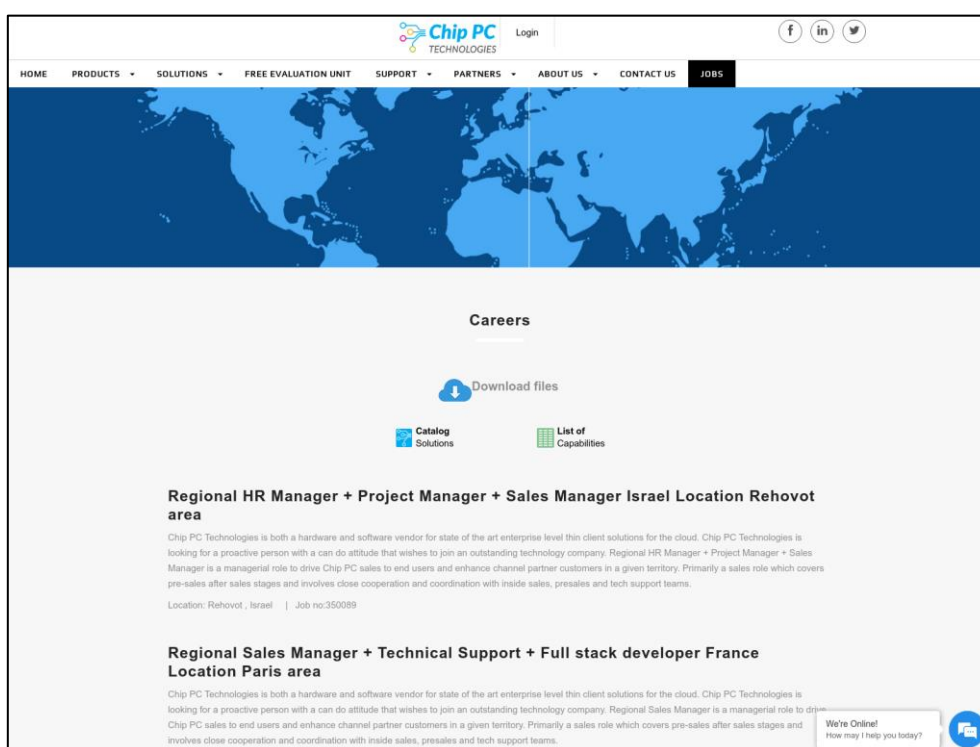 Chip PC
TECHNOLOGIES
Login
HOME PRODUCTS SOLUTIONS FREE EVALUATION UNIT SUPPORT PARTNERS ABOUT US CONTACT US JOBS
Careers
Download files
Catalog
Solutions
List of
Capabilities
Regional HR Manager + Project Manager + Sales Manager Israel Location Rehovot
area
Chip PC Technologies is both a hardware and software vendor for state of the art enterprise level thin client solutions for the cloud. Chip PC Technologies is
looking for a proactive person with a can do attitude that wishes to join an outstanding technology company. Regional HR Manager + Project Manager + Sales
Manager is a managerial role to drive Chip PC sales to end users and enhance channel partner customers in a given territory. Primarily a sales role which covers
pre-sales after sales stages and involves close cooperation and coordination with inside sales, presales and tech support teams.
Location: Rehovot , Israel | Job no:350089
Regional Sales Manager + Technical Support + Full stack developer France
Location Paris area
Chip PC Technologies is both a hardware and software vendor for state of the art enterprise level thin client solutions for the cloud. Chip PC Technologies is
looking for a proactive person with a can do attitude that wishes to join an outstanding technology company. Regional Sales Manager is a managerial role to drive
Chip PC sales to end users and enhance channel partner customers in a given territory. Primarily a sales role which covers pre-sales after sales stages and
involves close cooperation and coordination with inside sales, presales and tech support teams.
We're Online!
How may I help you today?